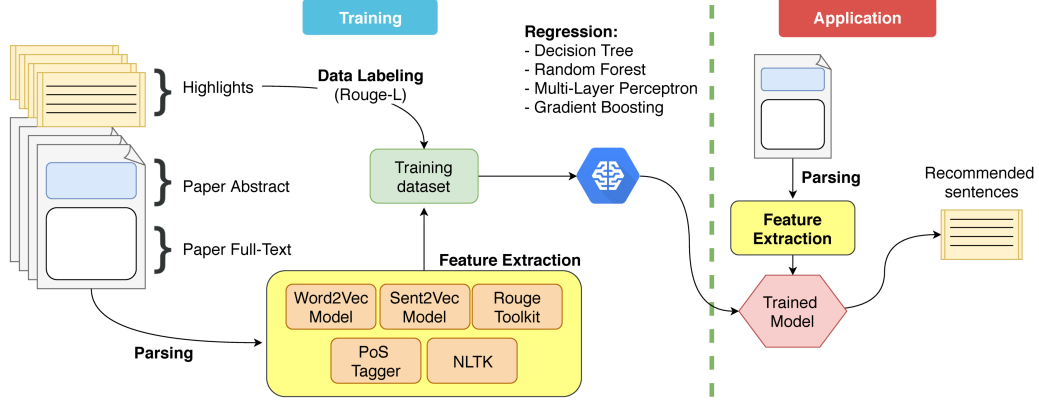 Training
Application
Regression:
- Decision Tree
- Random Forest
- Multi-Layer Perceptron
- Gradient Boosting
Highlights
Data Labeling
(Rouge-L)
Paper Abstract
Paper Full-Text
Training
dataset
Parsing
Feature Extraction
Word2Vec
Model
Sent2Vec
Model
Rouge
Toolkit
PoS
Tagger
NLTK
Parsing
Feature
Extraction
Trained
Model
Recommended
sentences